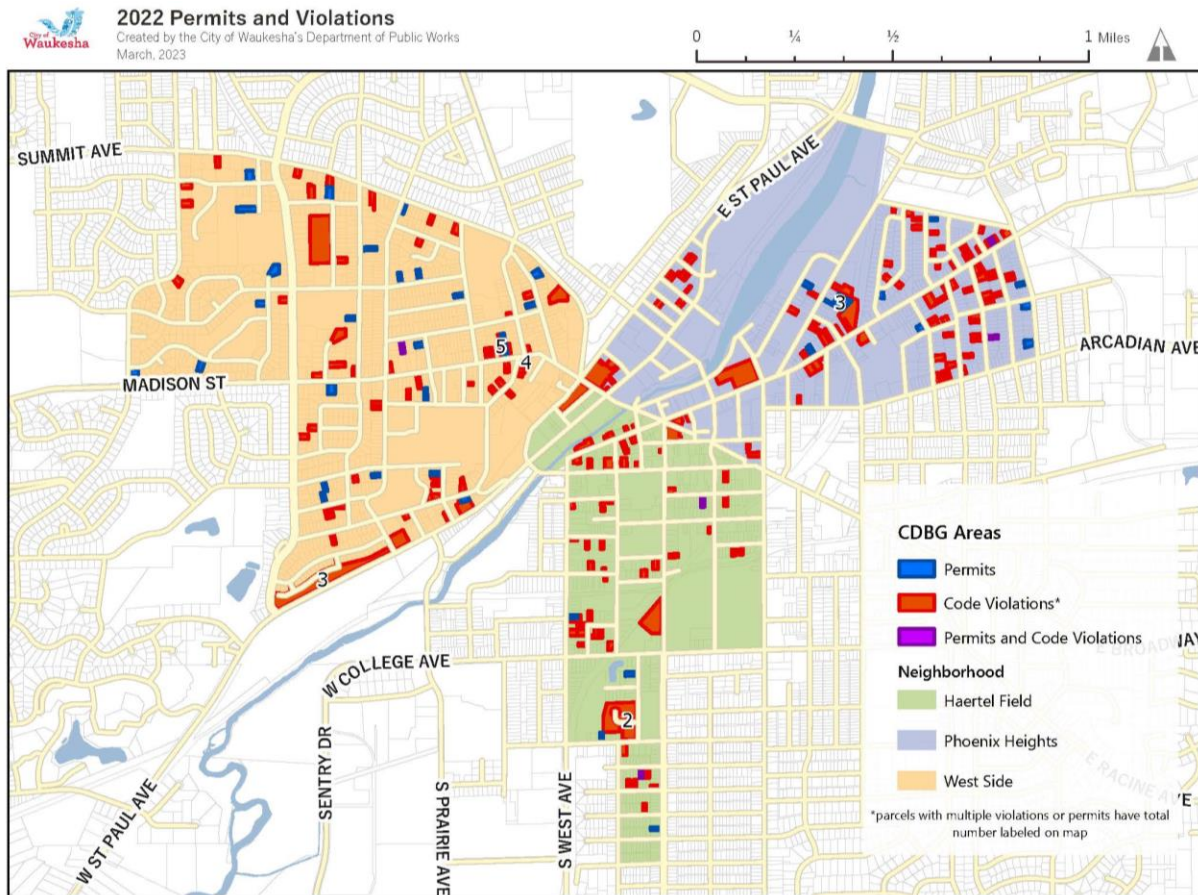 City of
Waukesha
2022 Permits and Violations
Created by the City of Waukesha's Department of Public Works
March, 2023
0 ¼ ½ 1 Miles
SUMMIT AVE
E ST PAUL AVE
3
5
4
ARCADIAN AVE
MADISON ST
3
W COLLEGE AVE
2
SENTRY DR
S PRAIRIE AVE
S WEST AVE
W ST PAUL AVE
CDBG Areas
Permits
Code Violations*
Permits and Code Violations
E BROADWAY
Neighborhood
Haertel Field
Phoenix Heights
E RACINE AVE
West Side
*parcels with multiple violations or permits have total
number labeled on map